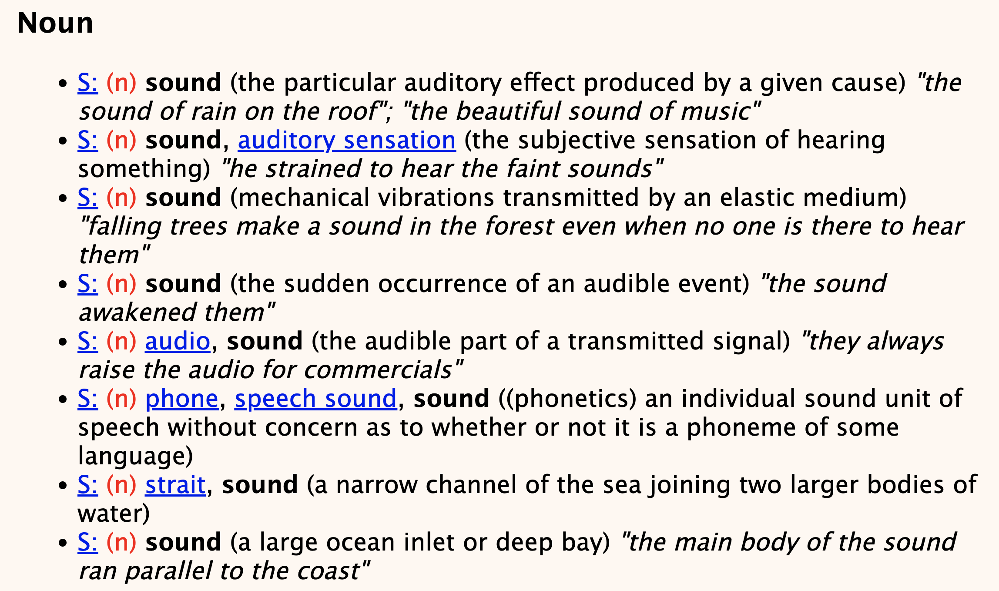 Noun
• S: (n) sound (the particular auditory effect produced by a given cause) "the
sound of rain on the roof"; "the beautiful sound of music"
• S: (n) sound, auditory sensation (the subjective sensation of hearing
something) "he strained to hear the faint sounds"
• S: (n) sound (mechanical vibrations transmitted by an elastic medium)
"falling trees make a sound in the forest even when no one is there to hear
them"
• S: (n) sound (the sudden occurrence of an audible event) "the sound
awakened them"
• S: (n) audio, sound (the audible part of a transmitted signal) "they always
raise the audio for commercials"
• S: (n) phone, speech sound, sound ((phonetics) an individual sound unit of
speech without concern as to whether or not it is a phoneme of some
language)
• S: (n) strait, sound (a narrow channel of the sea joining two larger bodies of
water)
• S: (n) sound (a large ocean inlet or deep bay) "the main body of the sound
ran parallel to the coast"